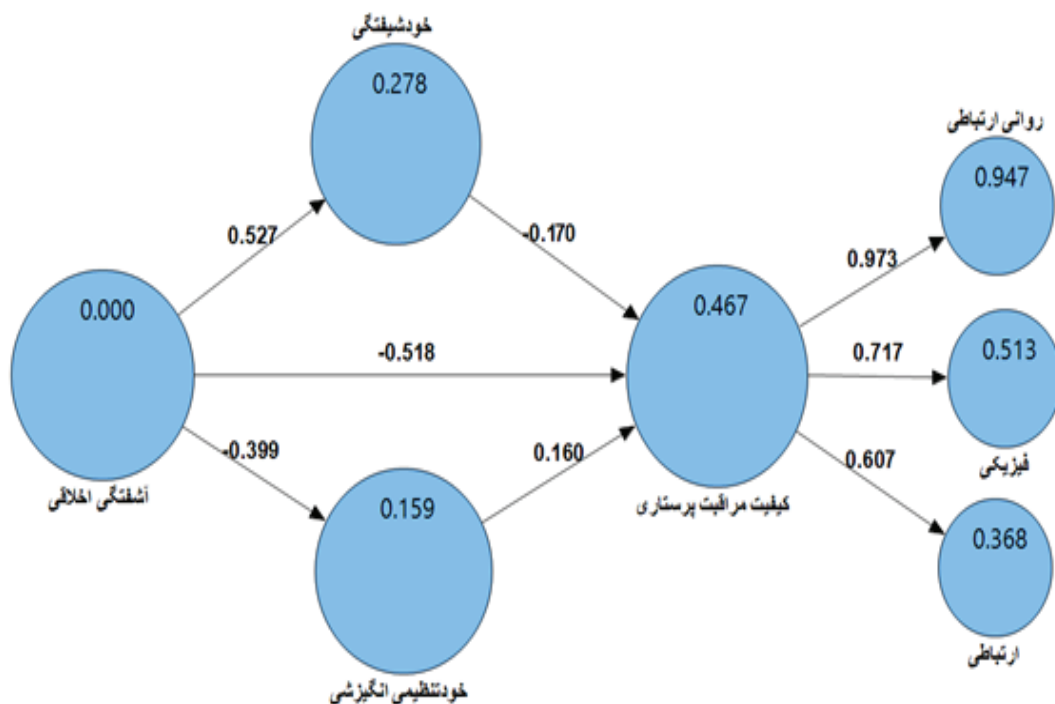 خودشیفتگی
0.278
روانی ارتباطی
0.947
0.527
-0.170
0.973
0.000
0.467
-0.518
0.717
0.513
آشفتگی اخلاقی
-0.399
0.160
کیفیت مراقبت پرستاری
0.607
فیزیکی
0.159
0.368
خودتنظیمی انگیزشی
ارتباطی